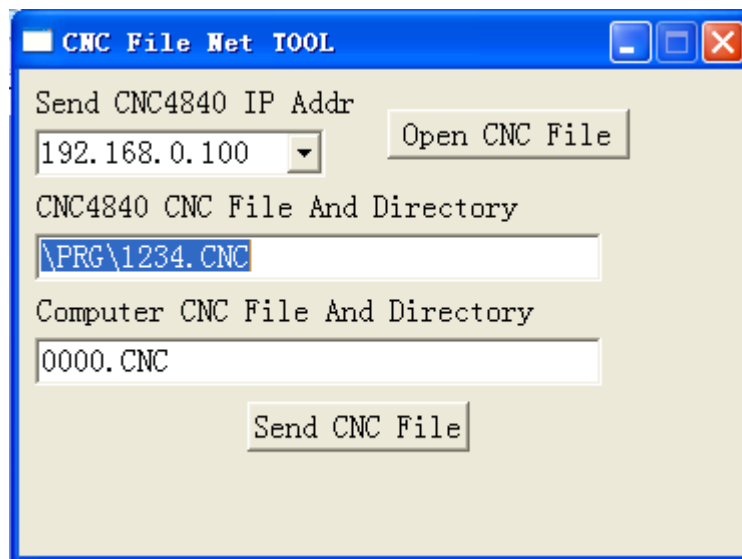 CNC File Net TOOL
Send CNC4840 IP Addr
Open CNC File
192.168.0.100
CNC4840 CNC File And Directory
\PRG\1234.CNC
Computer CNC File And Directory
0000.CNC
Send CNC File